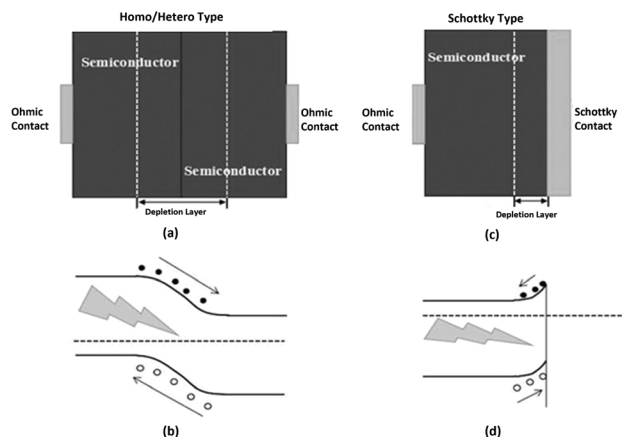 Homo/Hetero Type
Semiconductor
Ohmic
Contact
Ohmic
Contact
Semiconductor
Depletion Layer
(a)
Schottky Type
Semiconductor
Ohmic
Contact
Schottky
Contact
Depletion Layer
(c)
(b)
(d)